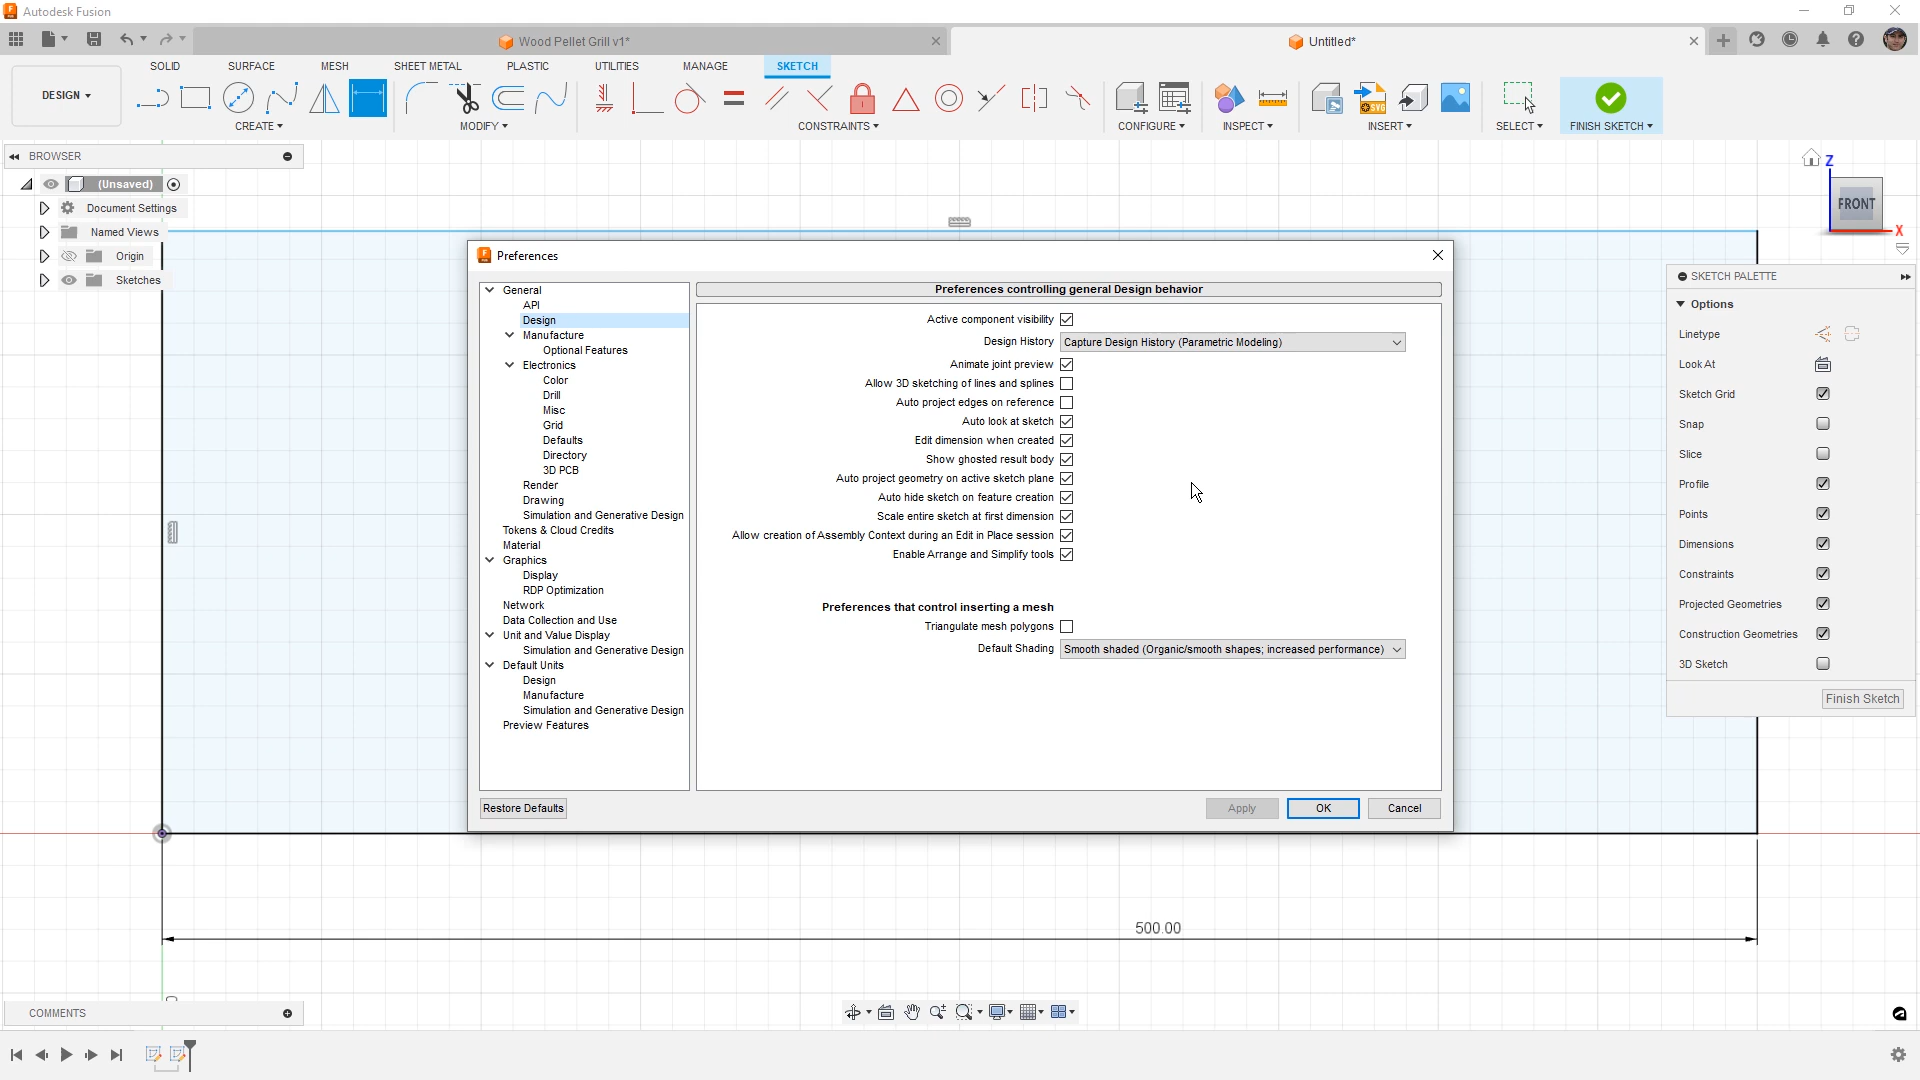 Autodesk Fusion
Wood Pellet Grill v1*
Untitled*
DESIGN
SOLID
SURFACE
MESH
SHEET METAL
PLASTIC
UTILITIES
MANAGE
SKETCH
CREATE
MODIFY
CONSTRAINTS
CONFIGURE
INSPECT
INSERT
SELECT
FINISH SKETCH
SVG
BROWSER
(Unsaved)
Document Settings
Named Views
Origin
Sketches
Z
FRONT
X
Preferences
General
API
Design
Manufacture
Optional Features
Electronics
Color
Drill
Misc
Grid
Defaults
Directory
3D PCB
Render
Drawing
Simulation and Generative Design
Tokens & Cloud Credits
Material
Graphics
Display
RDP Optimization
Network
Data Collection and Use
Unit and Value Display
Simulation and Generative Design
Default Units
Design
Manufacture
Simulation and Generative Design
Preview Features
Preferences controlling general Design behavior
Active component visibility
Design History Capture Design History (Parametric Modeling)
Animate joint preview
Allow 3D sketching of lines and splines
Auto project edges on reference
Auto look at sketch
Edit dimension when created
Show ghosted result body
Auto project geometry on active sketch plane
Auto hide sketch on feature creation
Scale entire sketch at first dimension
Allow creation of Assembly Context during an Edit in Place session
Enable Arrange and Simplify tools
Preferences that control inserting a mesh
Triangulate mesh polygons
Default Shading Smooth shaded (Organic/smooth shapes; increased performance)
Restore Defaults
Apply
OK
Cancel
SKETCH PALETTE
Options
Linetype
Look At
Sketch Grid
Snap
Slice
Profile
Points
Dimensions
Constraints
Projected Geometries
Construction Geometries
3D Sketch
Finish Sketch
500.00
COMMENTS